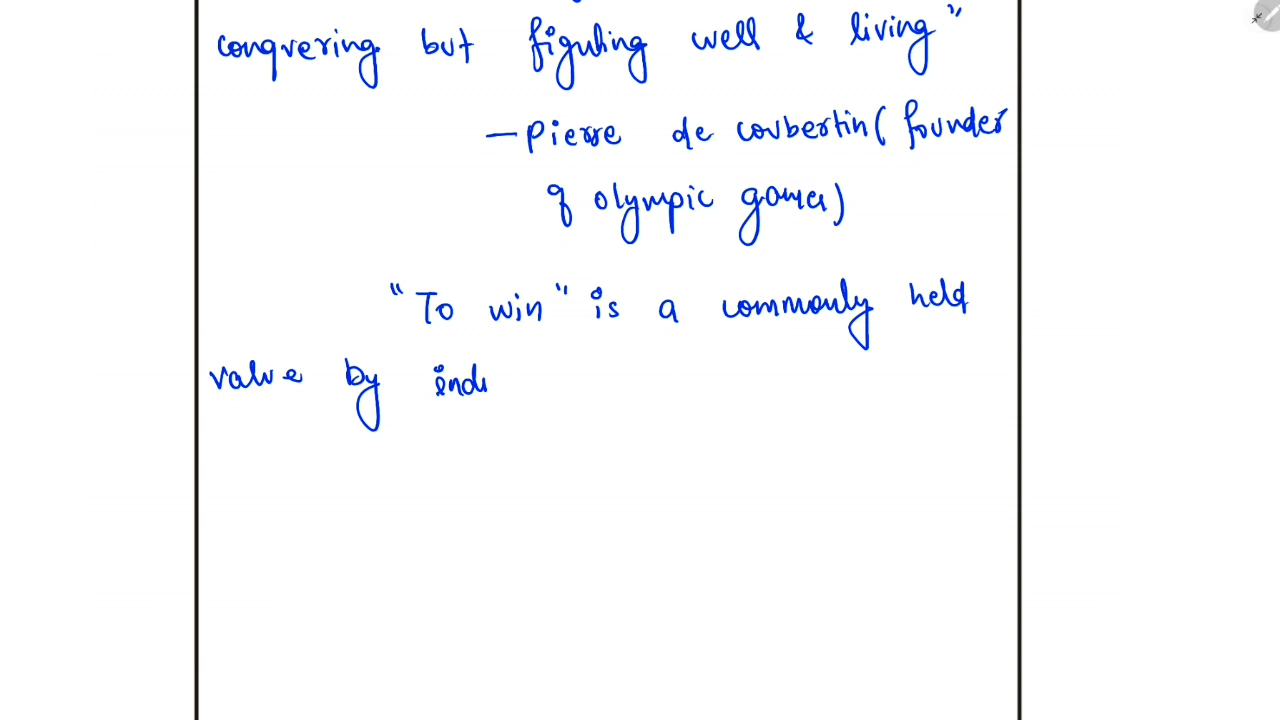 conquering but fighting well & living"
— Pierre de coubertin ( founder
of olympic games)
"To win" is a commonly held
value by indi